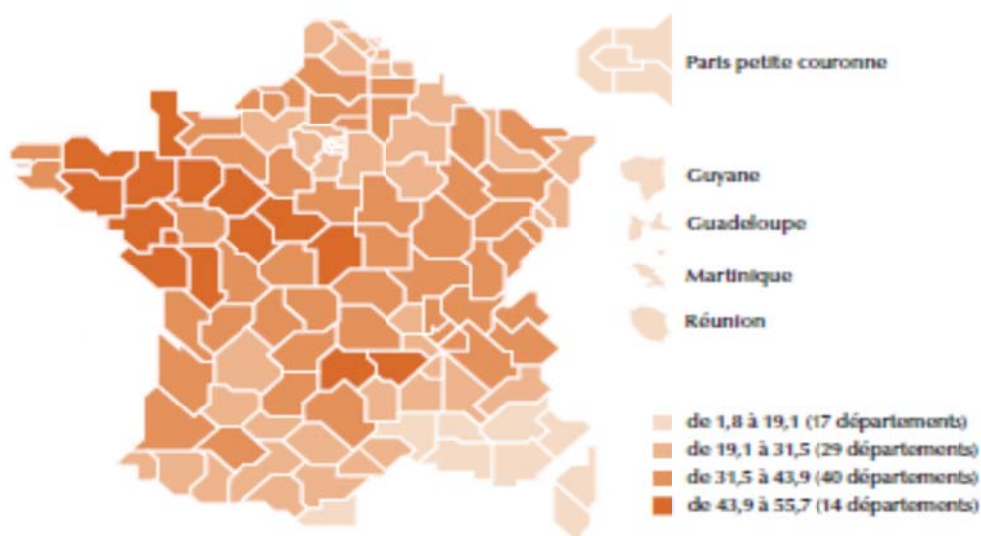 Paris petite couronne
Guyane
Guadeloupe
Martinique
Réunion
de 1,8 à 19,1 (17 départements)
de 19,1 à 31,5 (29 départements)
de 31,5 à 43,9 (40 départements)
de 43,9 à 55,7 (14 départements)